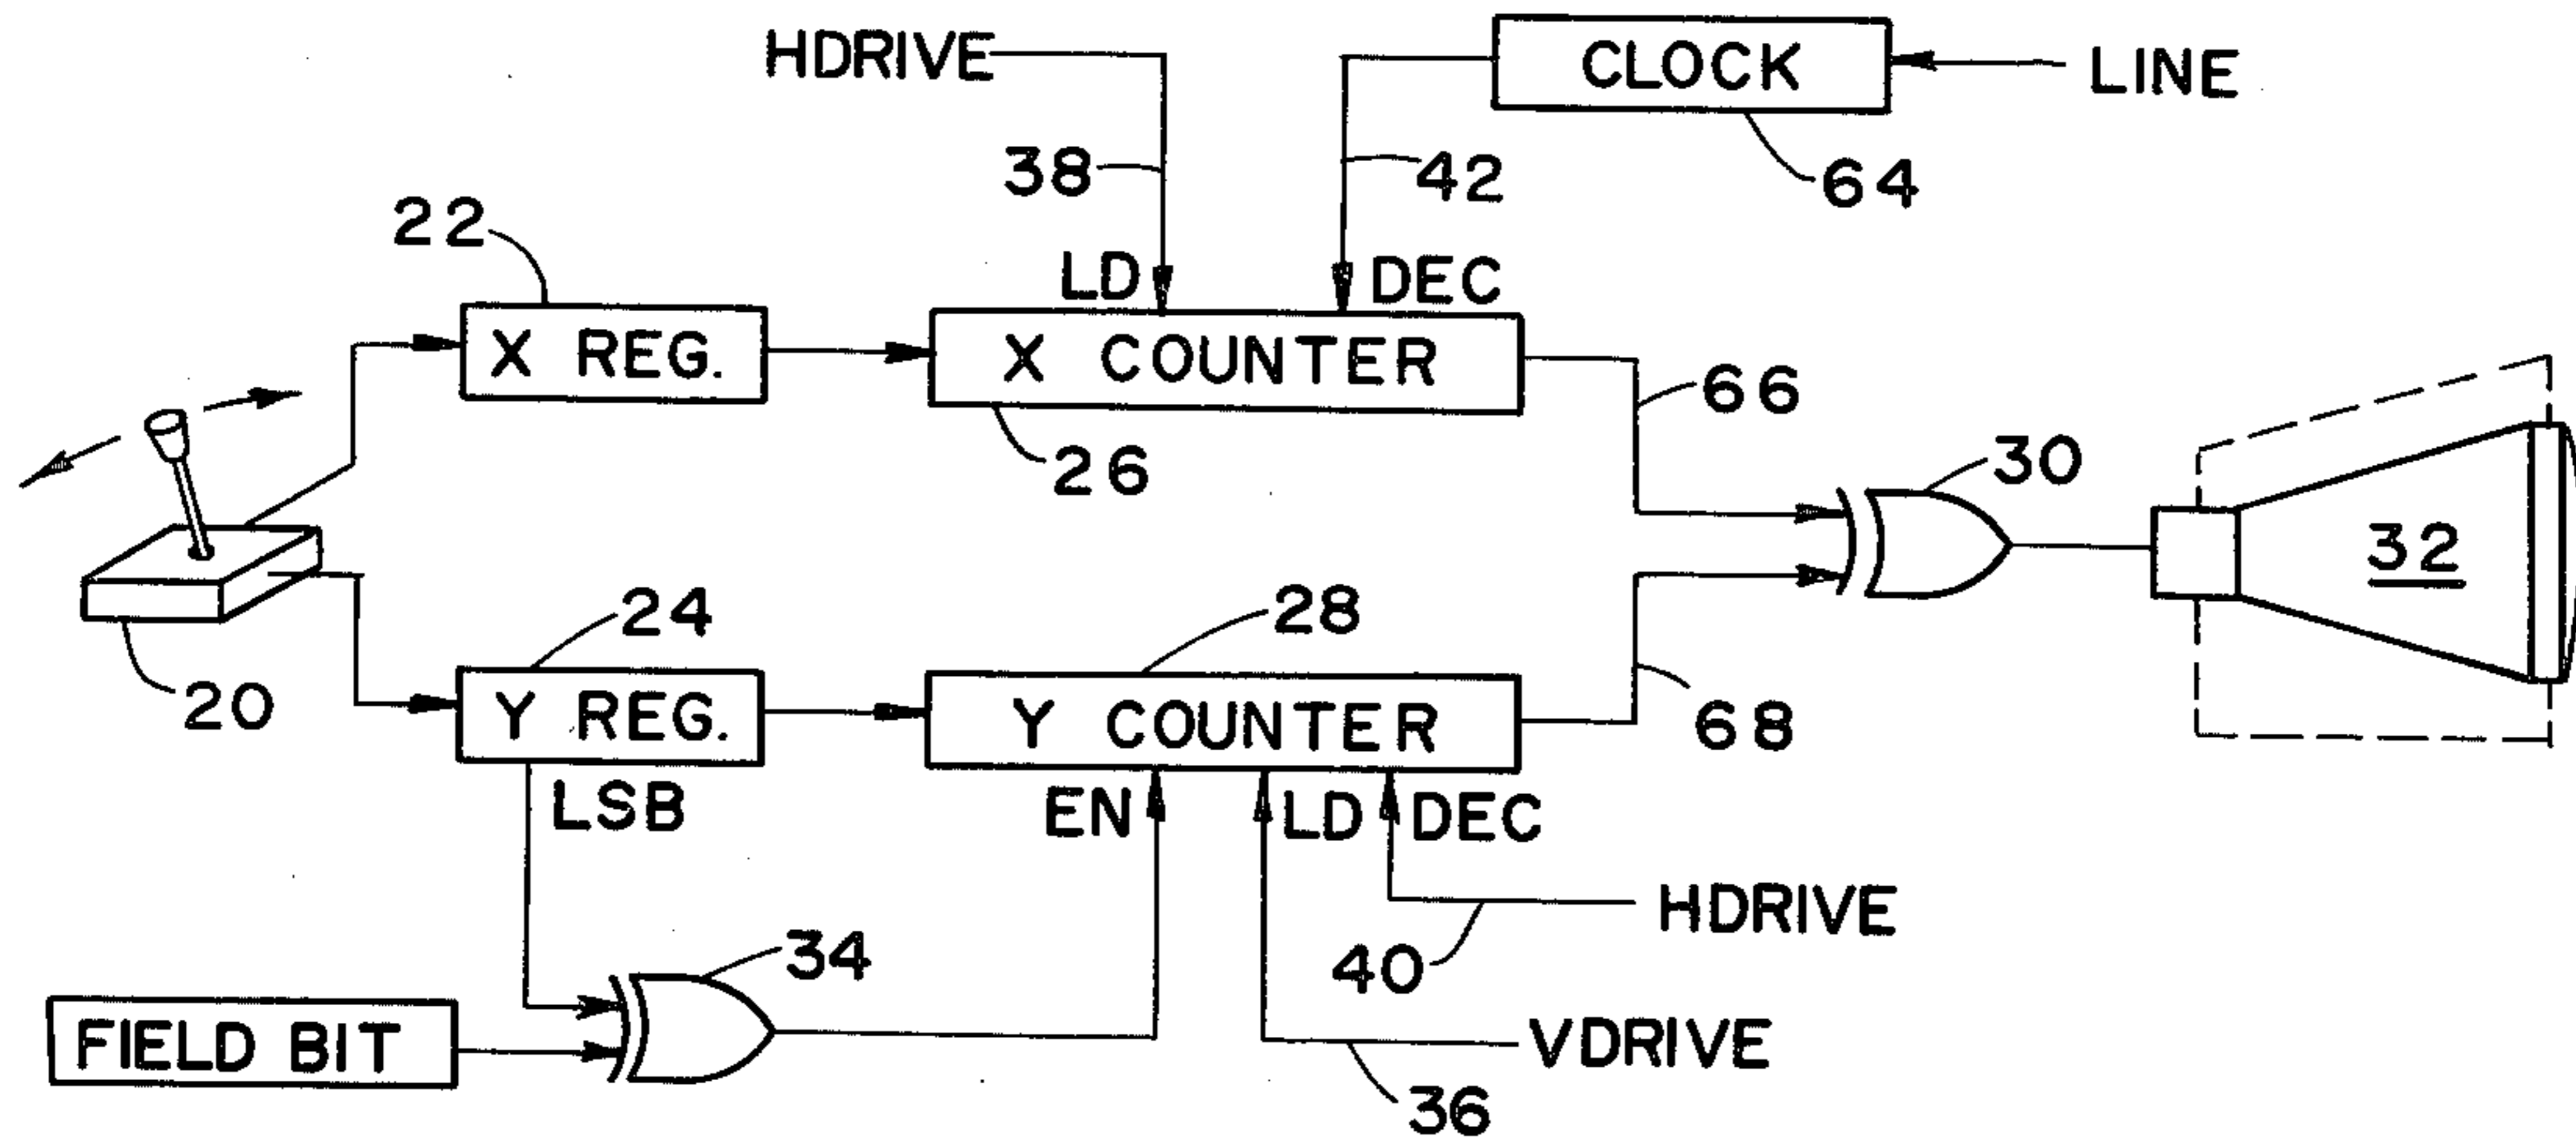 HDRIVE
CLOCK
LINE
38
42
64
22
LD
DEC
X REG.
X COUNTER
66
26
30
32
20
24
28
Y REG.
Y COUNTER
68
LSB
EN
LD
DEC
HDRIVE
40
34
FIELD BIT
VDRIVE
36